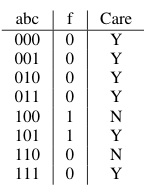 abc f Care
000 0 Y
001 0 Y
010 0 Y
011 0 Y
100 1 N
101 1 Y
110 0 N
111 0 Y